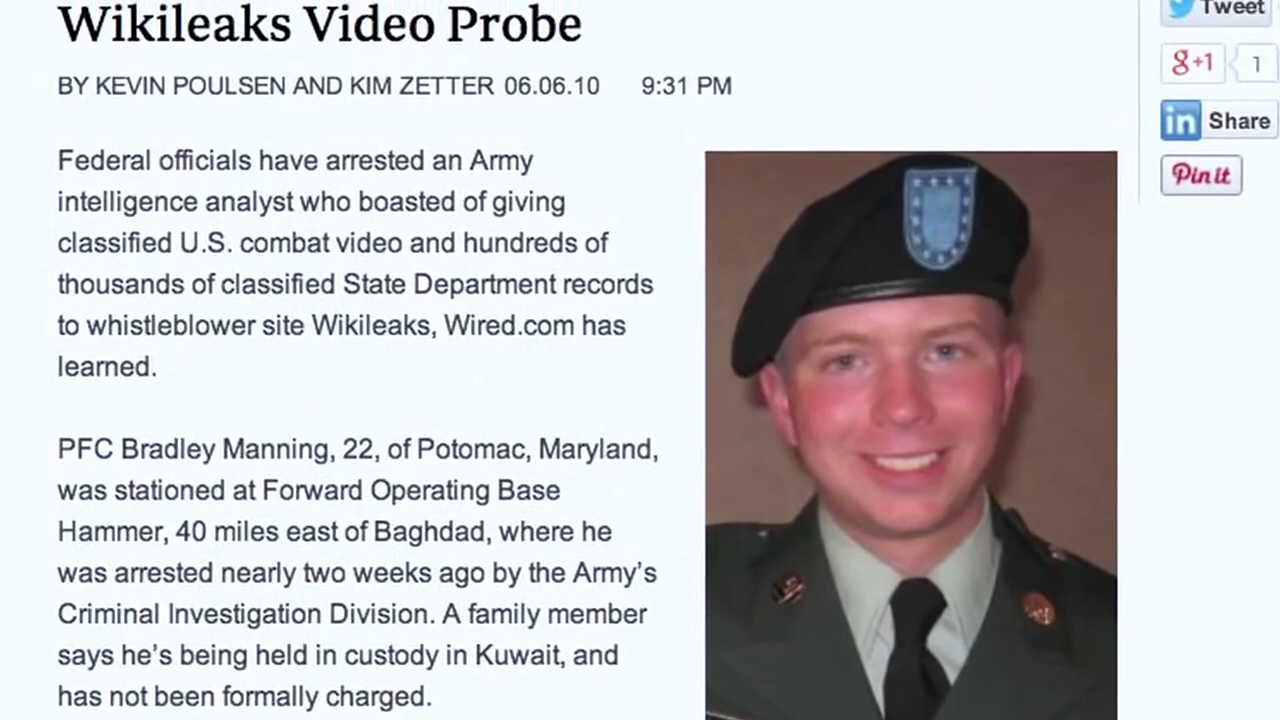 Wikileaks Video Probe
BY KEVIN POULSEN AND KIM ZETTER 06.06.10 9:31 PM
Federal officials have arrested an Army
intelligence analyst who boasted of giving
classified U.S. combat video and hundreds of
thousands of classified State Department records
to whistleblower site Wikileaks, Wired.com has
learned.
PFC Bradley Manning, 22, of Potomac, Maryland,
was stationed at Forward Operating Base
Hammer, 40 miles east of Baghdad, where he
was arrested nearly two weeks ago by the Army’s
Criminal Investigation Division. A family member
says he’s being held in custody in Kuwait, and
has not been formally charged.
Tweet
g+1 1
in Share
Pin it